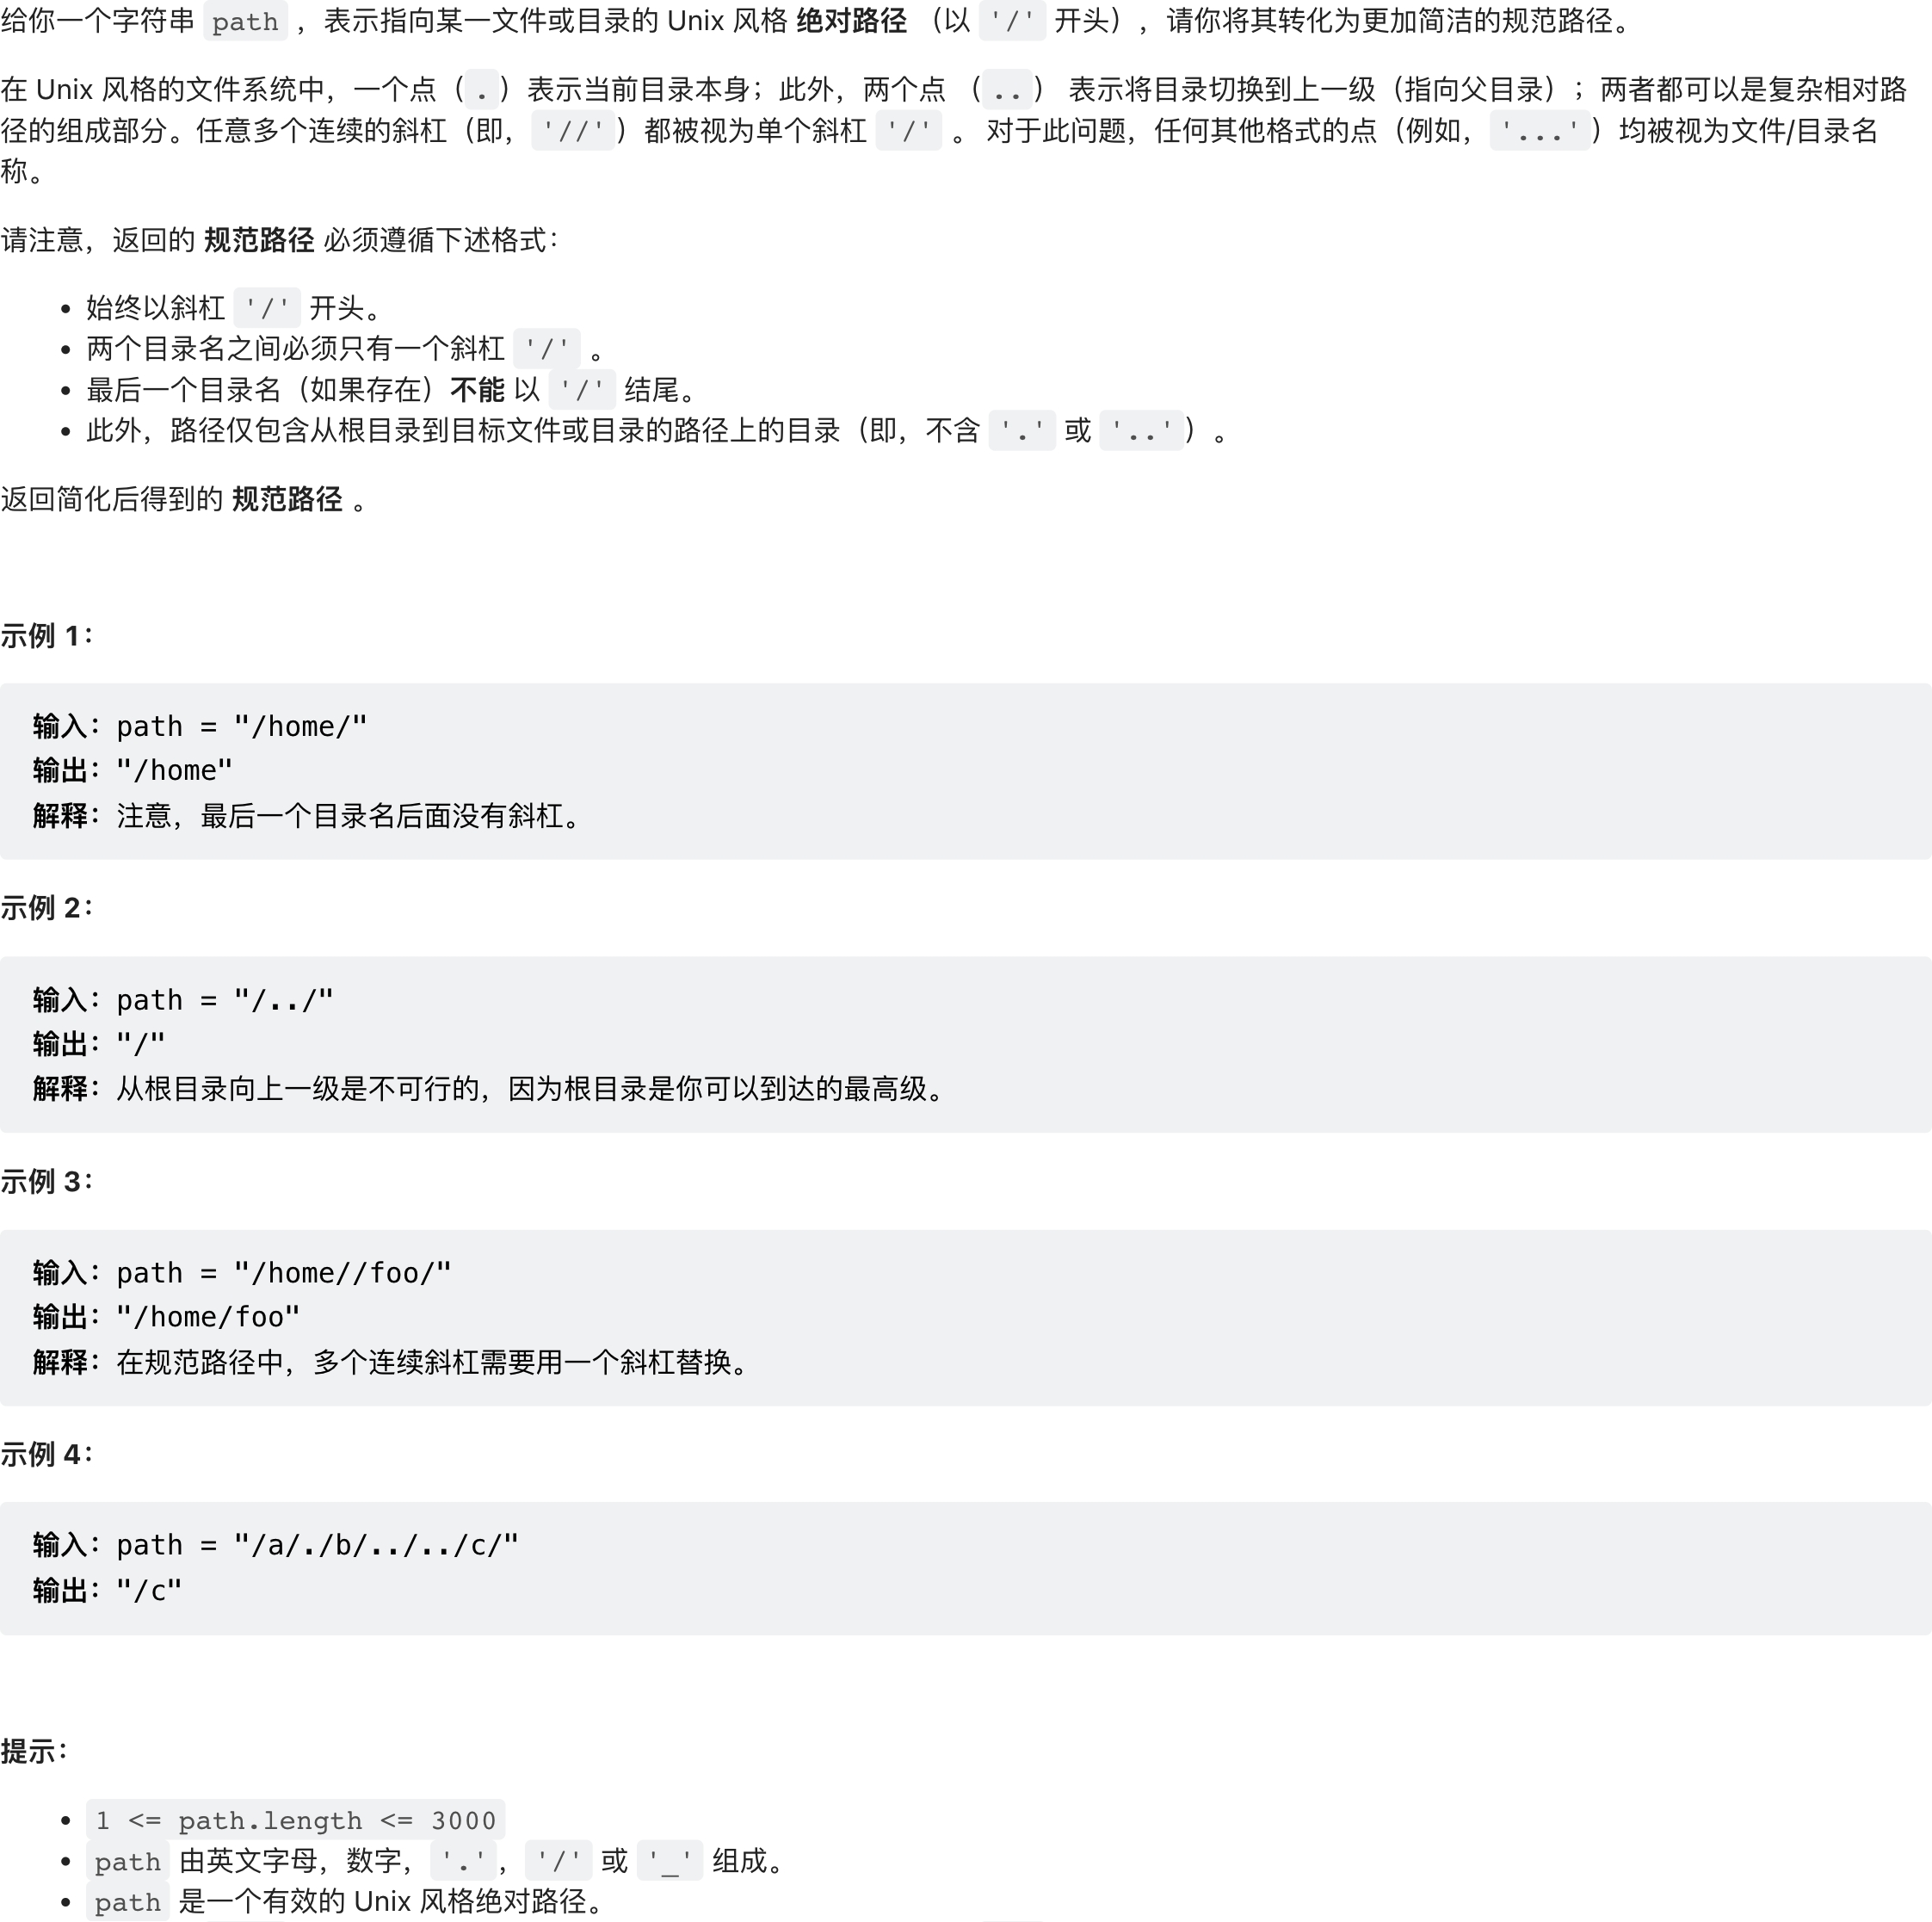 给你一个字符串 path ，表示指向某一文件或目录的 Unix 风格 绝对路径 （以 '/' 开头），请你将其转化为更加简洁的规范路径。
在 Unix 风格的文件系统中，一个点（.）表示当前目录本身；此外，两个点 （..） 表示将目录切换到上一级（指向父目录）；两者都可以是复杂相对路
径的组成部分。任意多个连续的斜杠（即，'//'）都被视为单个斜杠 '/' 。 对于此问题，任何其他格式的点（例如，'...'）均被视为文件/目录名
称。
请注意，返回的 规范路径 必须遵循下述格式：
• 始终以斜杠 '/' 开头。
• 两个目录名之间必须只有一个斜杠 '/' 。
• 最后一个目录名（如果存在）不能 以 '/' 结尾。
• 此外，路径仅包含从根目录到目标文件或目录的路径上的目录（即，不含 '.' 或 '..'）。
返回简化后得到的 规范路径 。
示例 1：
输入：path = "/home/"
输出："/home"
解释：注意，最后一个目录名后面没有斜杠。
示例 2：
输入：path = "/../"
输出："/"
解释：从根目录向上一级是不可行的，因为根目录是你可以到达的最高级。
示例 3：
输入：path = "/home//foo/"
输出："/home/foo"
解释：在规范路径中，多个连续斜杠需要用一个斜杠替换。
示例 4：
输入：path = "/a/./b/../../c/"
输出："/c"
提示：
• 1 <= path.length <= 3000
• path 由英文字母，数字，'.'，'/' 或 '_' 组成。
• path 是一个有效的 Unix 风格绝对路径。